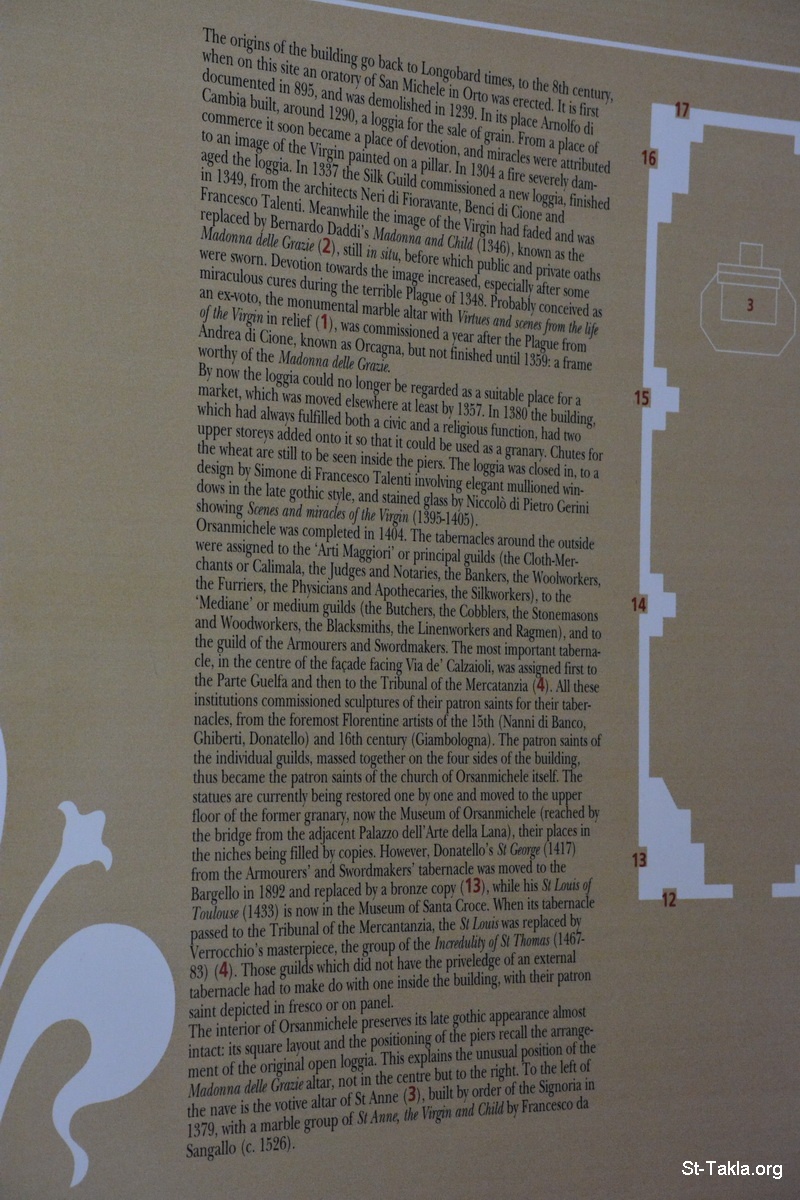 The origins of the building go back to Longobard times, to the 8th century,
when on this site an oratory of San Michele in Orto was erected. It is first
documented in 895, and was demolished in 1239. In its place Arnolfo di
Cambia built, around 1290, a loggia for the sale of grain. From a place of
commerce it soon became a place of devotion, and miracles were attributed
to an image of the Virgin painted on a pillar. In 1304 a fire severely dam-
aged the loggia. In 1337 the Silk Guild commissioned a new loggia, finished
in 1349, from the architects Neri di Fioravante, Benci di Cione and
Francesco Talenti. Meanwhile the image of the Virgin had faded and was
replaced by Bernardo Daddi's Madonna and Child (1346), known as the
Madonna delle Grazie (2), still in situ, before which public and private oaths
were sworn. Devotion towards the image increased, especially after some
miraculous cures during the terrible Plague of 1348. Probably conceived as
an ex-voto, the monumental marble altar with Virtues and scenes from the life
of the Virgin in relief (1), was commissioned a year after the Plague from
Andrea di Cione, known as Orcagna, but not finished until 1359: a frame
worthy of the Madonna delle Grazie.
By now the loggia could no longer be regarded as a suitable place for a
market, which was moved elsewhere at least by 1357. In 1380 the building,
which had always fulfilled both a civic and a religious function, had two
upper storeys added onto it so that it could be used as a granary. Chutes for
the wheat are still to be seen inside the piers. The loggia was closed in, to a
design by Simone di Francesco Talenti involving elegant mullioned win-
dows in the late gothic style, and stained glass by Niccolò di Pietro Gerini
showing Scenes and miracles of the Virgin (1395-1405).
Orsanmichele was completed in 1404. The tabernacles around the outside
were assigned to the 'Arti Maggiori' or principal guilds (the Cloth-Mer-
chants or Calimala, the Judges and Notaries, the Bankers, the Woolworkers,
the Furriers, the Physicians and Apothecaries, the Silkworkers), to the
'Mediane' or medium guilds (the Butchers, the Cobblers, the Stonemasons
and Woodworkers, the Blacksmiths, the Linenworkers and Ragmen), and to
the guild of the Armourers and Swordmakers. The most important taberna-
cle, in the centre of the façade facing Via de' Calzaioli, was assigned first to
the Parte Guelfa and then to the Tribunal of the Mercatanzia (4). All these
institutions commissioned sculptures of their patron saints for their taber-
nacles, from the foremost Florentine artists of the 15th (Nanni di Banco,
Ghiberti, Donatello) and 16th century (Giambologna). The patron saints of
the individual guilds, massed together on the four sides of the building,
thus became the patron saints of the church of Orsanmichele itself. The
statues are currently being restored one by one and moved to the upper
floor of the former granary, now the Museum of Orsanmichele (reached by
the bridge from the adjacent Palazzo dell'Arte della Lana), their places in
the niches being filled by copies. However, Donatello's St George (1417)
from the Armourers' and Swordmakers' tabernacle was moved to the
Bargello in 1892 and replaced by a bronze copy (13), while his St Louis of
Toulouse (1433) is now in the Museum of Santa Croce. When its tabernacle
passed to the Tribunal of the Mercantanzia, the St Louis was replaced by
Verrocchio's masterpiece, the group of the Incredulity of St Thomas (1467-
83) (4). Those guilds which did not have the priveledge of an external
tabernacle had to make do with one inside the building, with their patron
saint depicted in fresco or on panel.
The interior of Orsanmichele preserves its late gothic appearance almost
intact: its square layout and the positioning of the piers recall the arrange-
ment of the original open loggia. This explains the unusual position of the
Madonna delle Grazie altar, not in the centre but to the right. To the left of
the nave is the votive altar of St Anne (3), built by order of the Signoria in
1379, with a marble group of St Anne, the Virgin and Child by Francesco da
Sangallo (c. 1526).
17
16
3
15
14
13
12
St-Takla.org